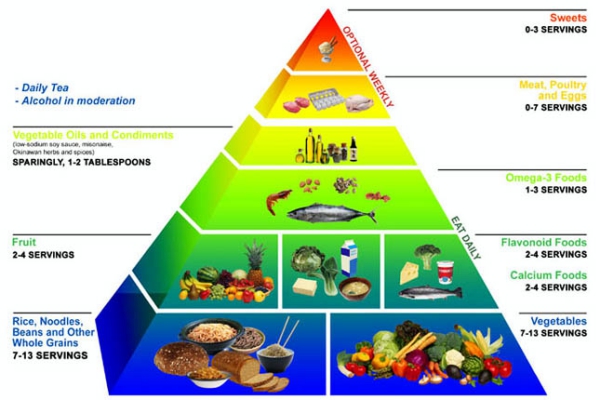 Sweets
0-3 SERVINGS
OPTIONAL WEEKLY
Meat, Poultry
and Eggs
0-7 SERVINGS
- Daily Tea
- Alcohol in moderation
Vegetable Oils and Condiments
(low-sodium soy sauce, misonaise,
Okinawan herbs and spices)
SPARINGLY, 1-2 TABLESPOONS
Omega-3 Foods
1-3 SERVINGS
EAT DAILY
Fruit
2-4 SERVINGS
Flavonoid Foods
2-4 SERVINGS
Calcium Foods
2-4 SERVINGS
Rice, Noodles,
Beans and Other
Whole Grains
7-13 SERVINGS
Vegetables
7-13 SERVINGS